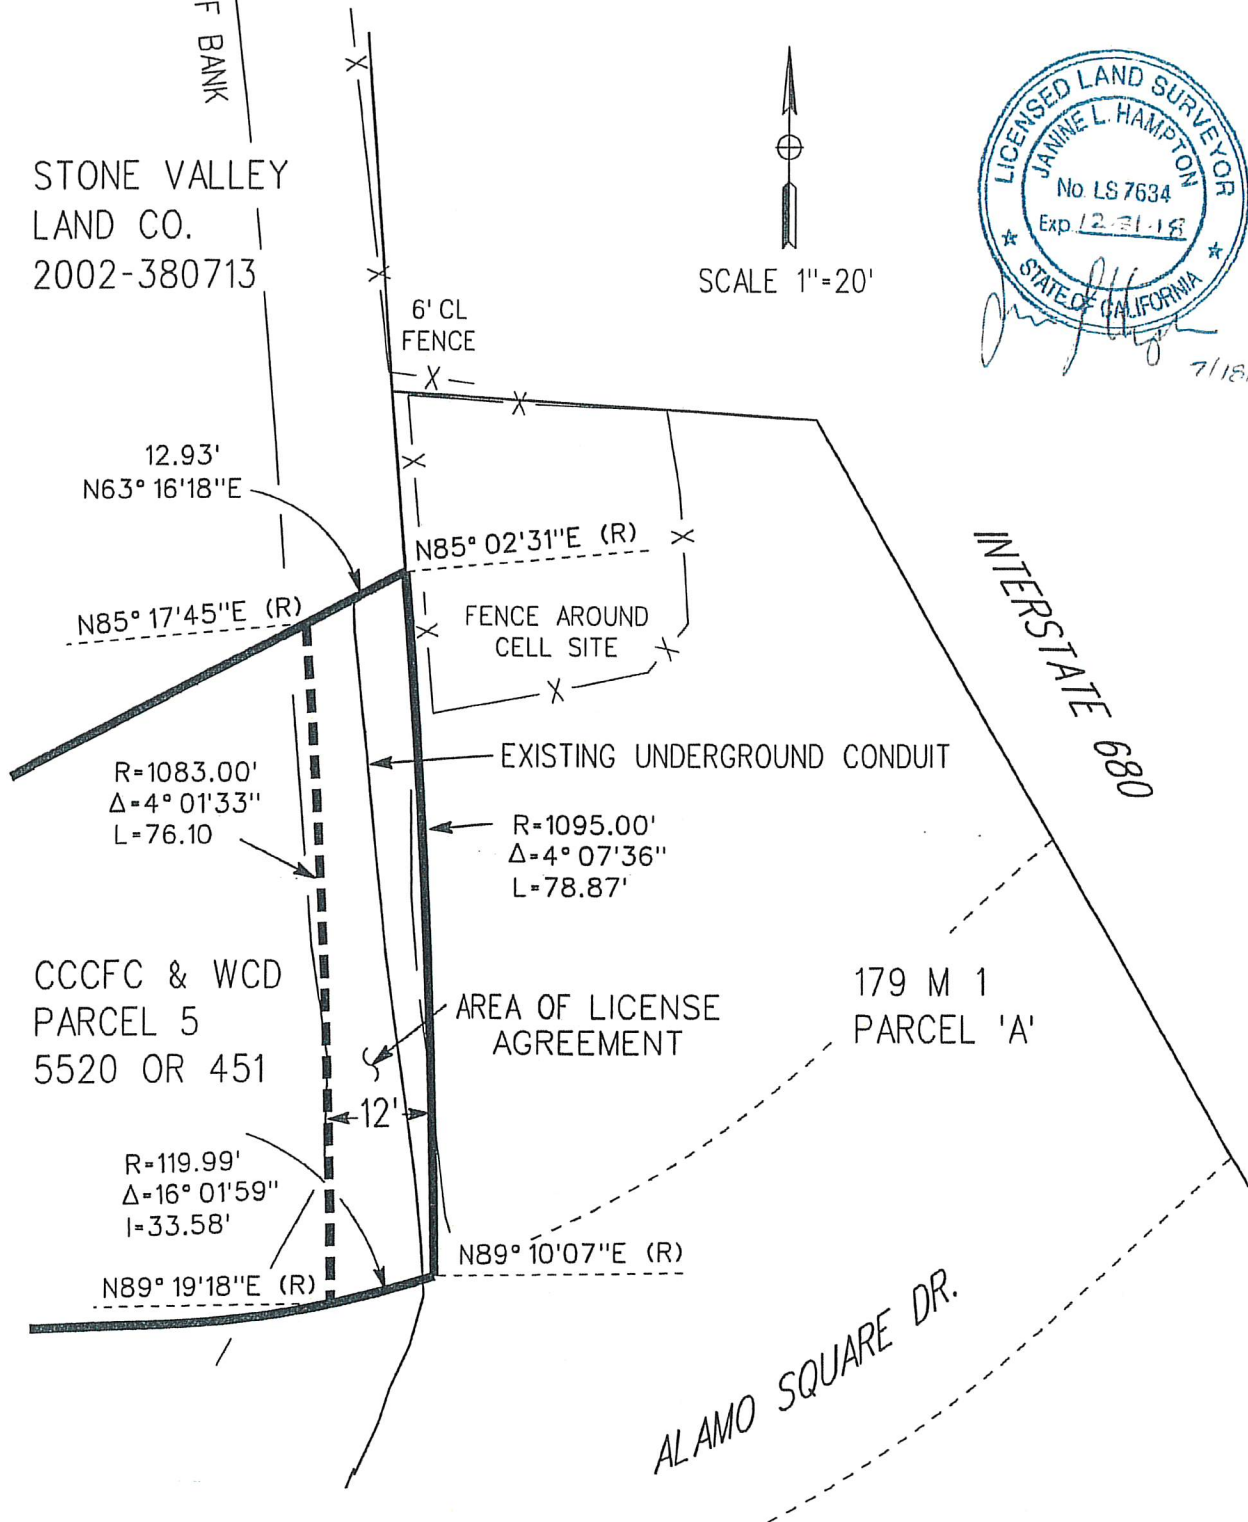 F BANK
STONE VALLEY
LAND CO.
2002-380713
SCALE 1"=20'
LICENSED LAND SURVEYOR
JANINE L. HAMPTON
No. LS 7634
Exp. 12-31-18
STATE OF CALIFORNIA
6' CL
FENCE
12.93'
N63° 16'18"E
N85° 02'31"E (R)
N85° 17'45"E (R)
FENCE AROUND
CELL SITE
INTERSTATE 680
EXISTING UNDERGROUND CONDUIT
R=1083.00'
Δ=4° 01'33"
L=76.10
R=1095.00'
Δ=4° 07'36"
L=78.87'
CCCFC & WCD
PARCEL 5
5520 OR 451
AREA OF LICENSE
AGREEMENT
179 M 1
PARCEL 'A'
12'
R=119.99'
Δ=16° 01'59"
l=33.58'
N89° 10'07"E (R)
N89° 19'18"E (R)
ALAMO SQUARE DR.